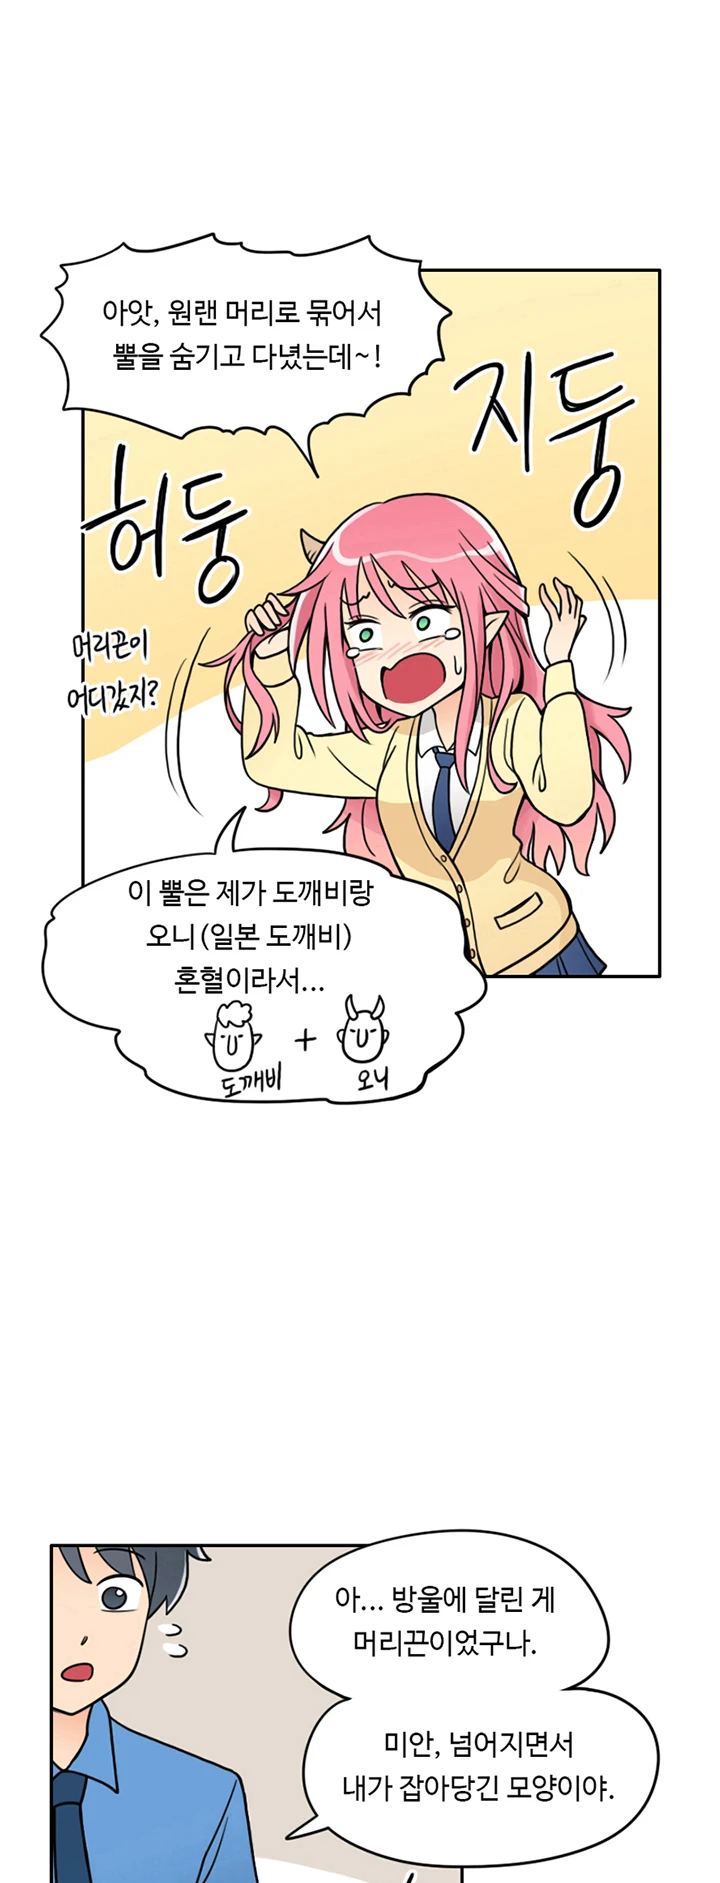 아앗, 원랜 머리로 묶어서
뿔을 숨기고 다녔는데~!
지둥
허둥
머리끈이
어디갔지?
이 뿔은 제가 도깨비랑
오니(일본 도깨비)
혼혈이라서...
+
도깨비
오니
아... 방울에 달린 게
머리끈이었구나.
미안, 넘어지면서
내가 잡아당긴 모양이야.